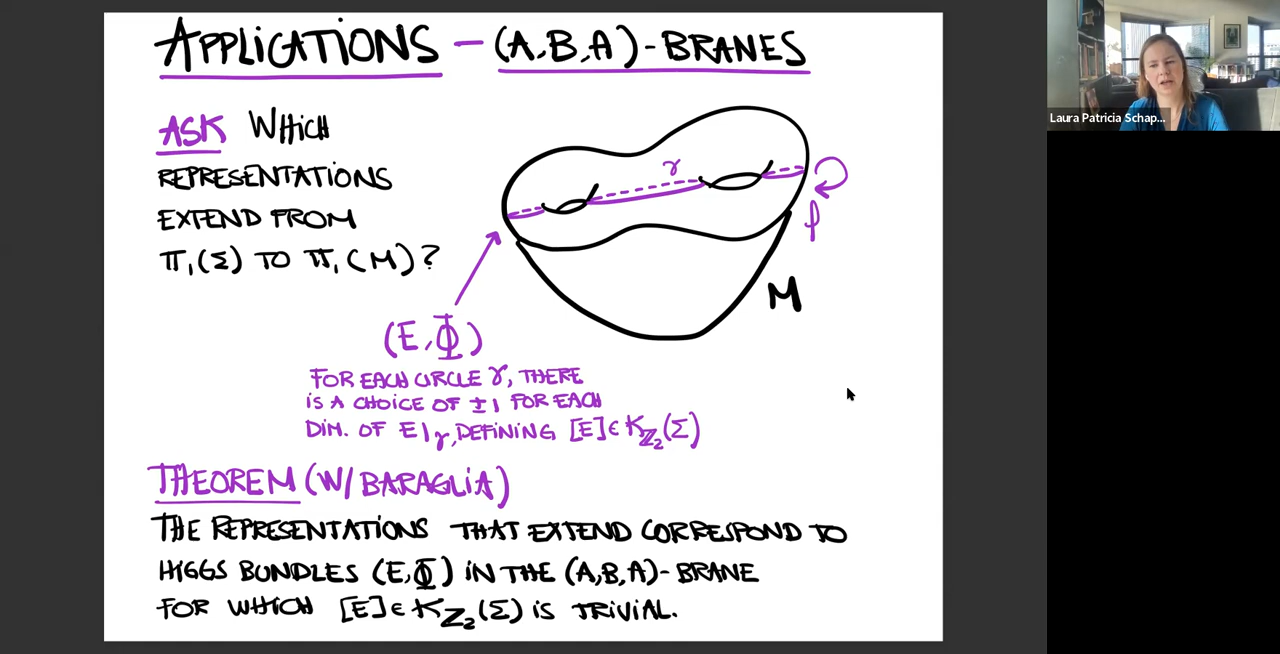 APPLICATIONS - (A,B,A)-BRANES
ASK WHICH
REPRESENTATIONS
EXTEND FROM
π₁(Σ) TO π₁(M)?
γ
ρ
M
(E,Φ)
FOR EACH CIRCLE γ, THERE
IS A CHOICE OF ±1 FOR EACH
DIM. OF E|γ, DEFINING [E]∈K_ℤ₂(Σ)
THEOREM (W/ BARAGLIA)
THE REPRESENTATIONS THAT EXTEND CORRESPOND TO
HIGGS BUNDLES (E,Φ) IN THE (A,B,A)-BRANE
FOR WHICH [E]∈K_ℤ₂(Σ) IS TRIVIAL.
Laura Patricia Schap...